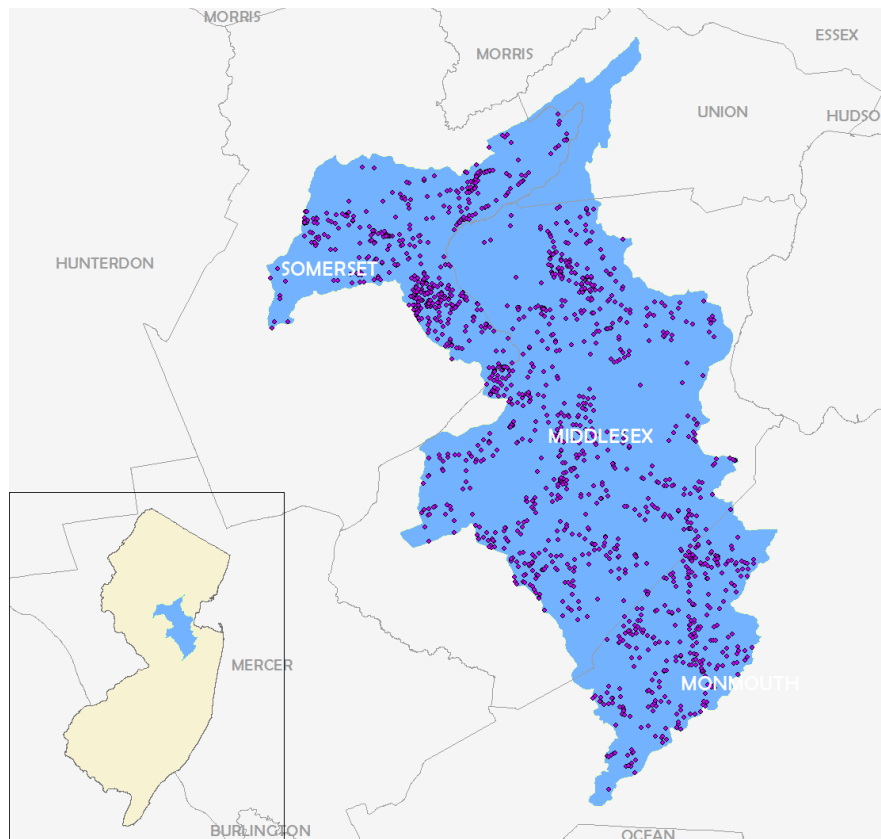 MORRIS
ESSEX
MORRIS
UNION
HUDSO
HUNTERDON
SOMERSET
MIDDLESEX
MERCER
MONMOUTH
BURLINGTON
OCEAN